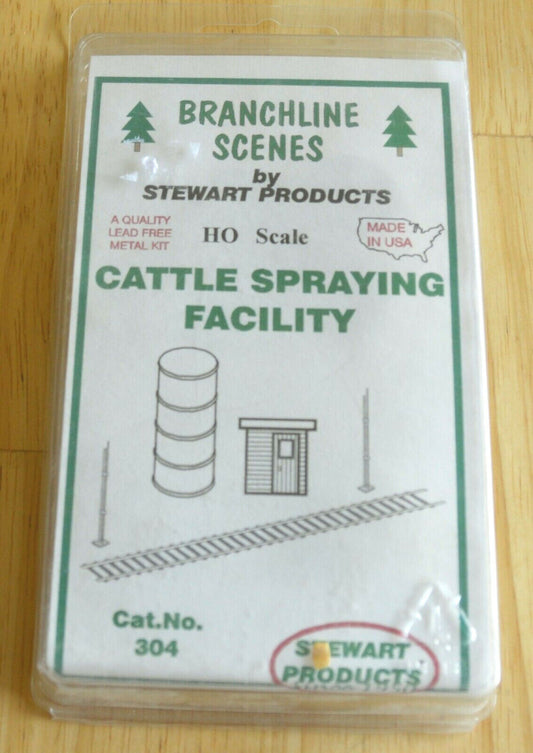 BRANCHLINE
SCENES
by
STEWART PRODUCTS
A QUALITY
LEAD FREE
METAL KIT
HO Scale
MADE
IN USA
CATTLE SPRAYING
FACILITY
Cat.No.
304
STEWART
PRODUCTS